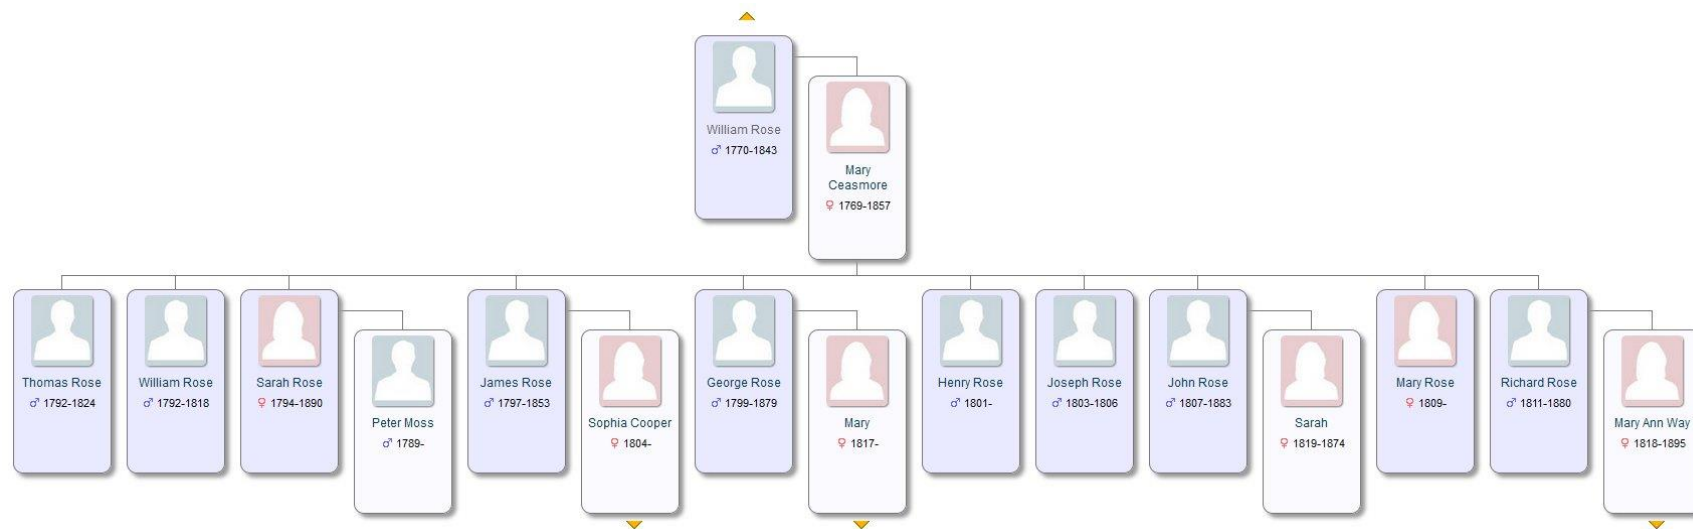 William Rose
♂ 1770-1843
Mary
Ceasmore
♀ 1769-1857
Thomas Rose
♂ 1792-1824
William Rose
♂ 1792-1818
Sarah Rose
♀ 1794-1890
Peter Moss
♂ 1789-
James Rose
♂ 1797-1853
Sophia Cooper
♀ 1804-
George Rose
♂ 1799-1879
Mary
♀ 1817-
Henry Rose
♂ 1801-
Joseph Rose
♂ 1803-1806
John Rose
♂ 1807-1883
Sarah
♀ 1819-1874
Mary Rose
♀ 1809-
Richard Rose
♂ 1811-1880
Mary Ann Way
♀ 1818-1895